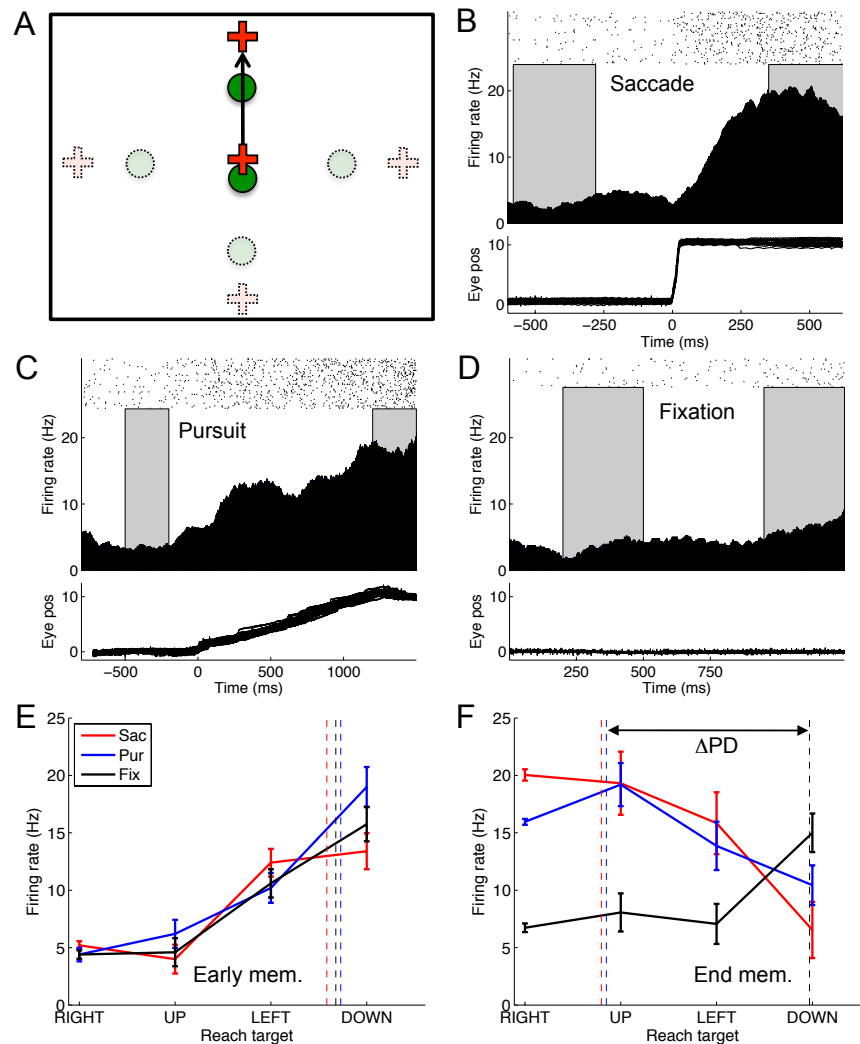 A
B
Saccade
Firing rate (Hz)
20
10
0
Eye pos
10
0
−500 −250 0 250 500
Time (ms)
C
Pursuit
Firing rate (Hz)
20
10
0
Eye pos
10
0
−500 0 500 1000
Time (ms)
D
Fixation
Firing rate (Hz)
20
10
0
Eye pos
10
0
250 500 750
Time (ms)
E
Sac
Pur
Fix
Firing rate (Hz)
25
20
15
10
5
0
Early mem.
RIGHT UP LEFT DOWN
Reach target
F
ΔPD
Firing rate (Hz)
25
20
15
10
5
0
End mem.
RIGHT UP LEFT DOWN
Reach target